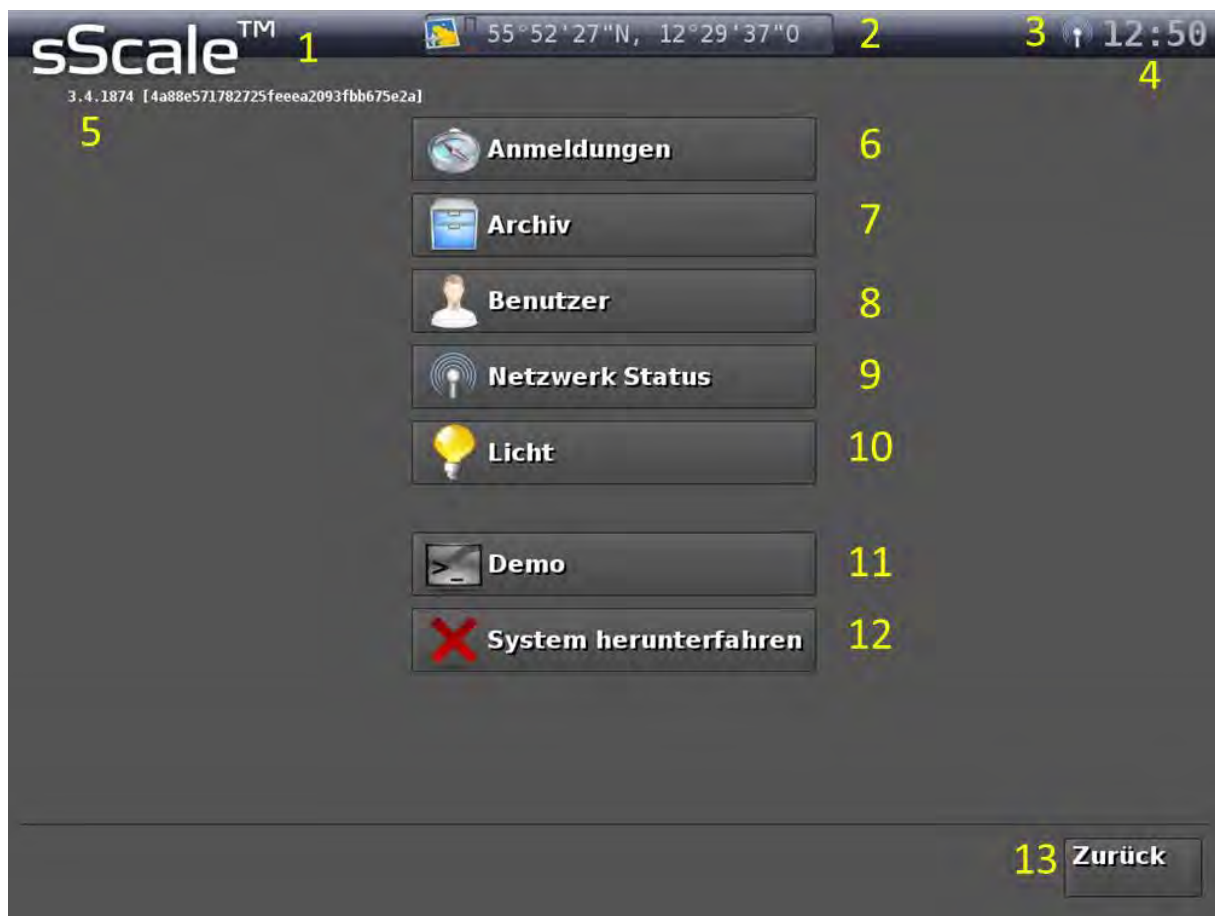 sScale™ 1 55°52'27"N, 12°29'37"O 2 3 12:50
4
3.4.1874 [4a88e571782725feeea2093fbb675e2a]
5
Anmeldungen 6
Archiv 7
Benutzer 8
Netzwerk Status 9
Licht 10
>_ Demo 11
System herunterfahren 12
13 Zurück